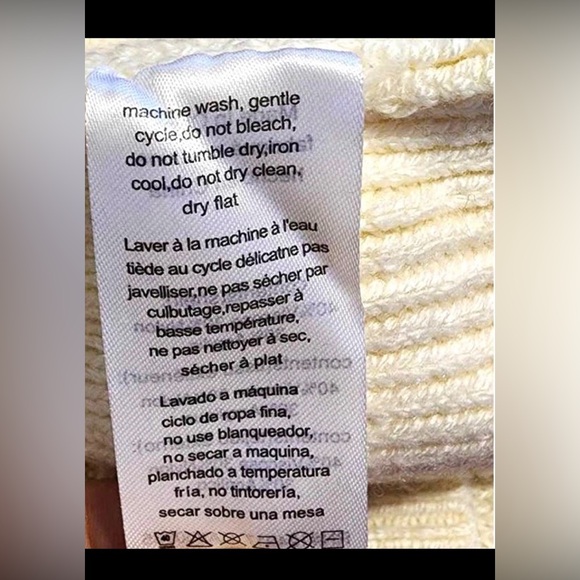 machine wash, gentle
cycle,do not bleach,
do not tumble dry,iron
cool,do not dry clean,
dry flat
Laver à la machine à l'eau
tiède au cycle délicatne pas
javelliser,ne pas sécher par
culbutage,repasser à
basse température,
ne pas nettoyer à sec,
sécher à plat
Lavado a máquina
ciclo de ropa fina,
no use blanqueador,
no secar a maquina,
planchado a temperatura
fría, no tintorería,
secar sobre una mesa